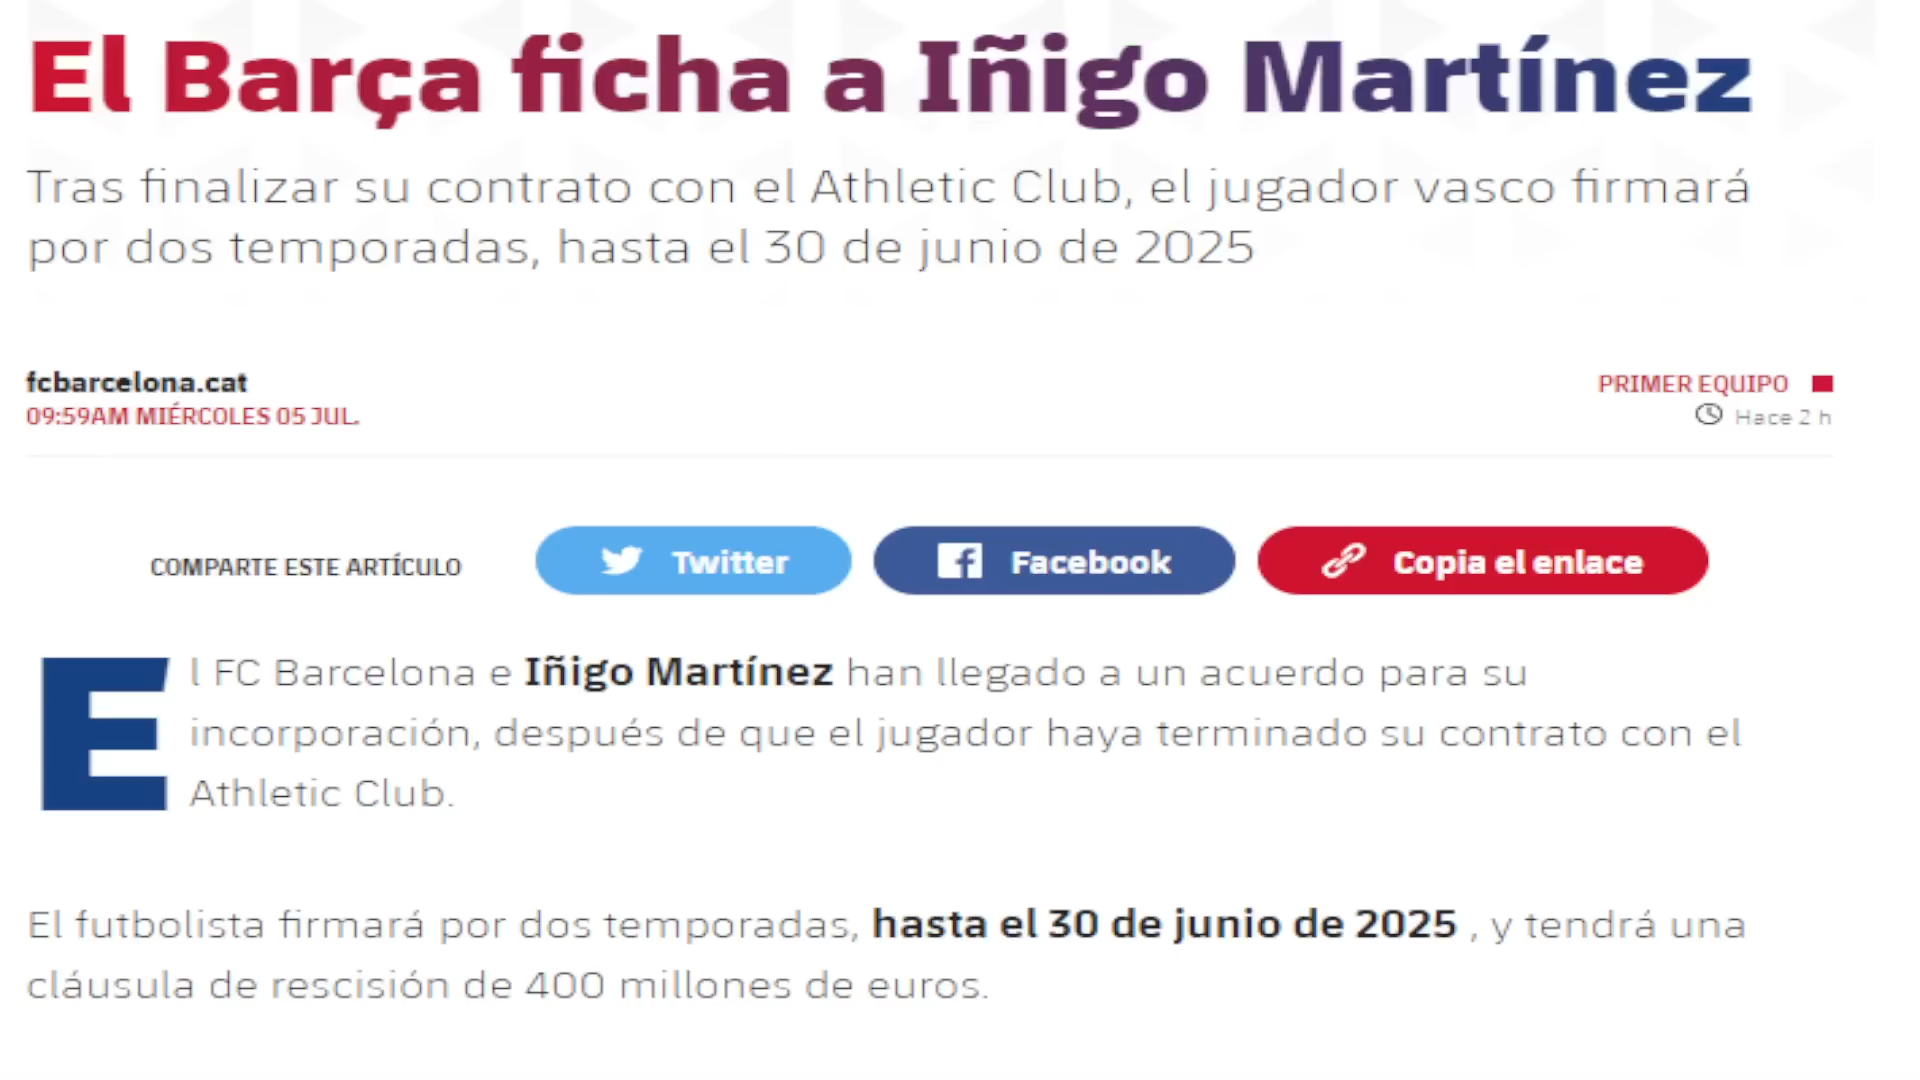 El Barça ficha a Iñigo Martínez
Tras finalizar su contrato con el Athletic Club, el jugador vasco firmará
por dos temporadas, hasta el 30 de junio de 2025
fcbarcelona.cat
09:59AM MIÉRCOLES 05 JUL.
PRIMER EQUIPO
Hace 2 h
COMPARTE ESTE ARTÍCULO
Twitter
Facebook
Copia el enlace
El FC Barcelona e Iñigo Martínez han llegado a un acuerdo para su
incorporación, después de que el jugador haya terminado su contrato con el
Athletic Club.
El futbolista firmará por dos temporadas, hasta el 30 de junio de 2025 , y tendrá una
cláusula de rescisión de 400 millones de euros.